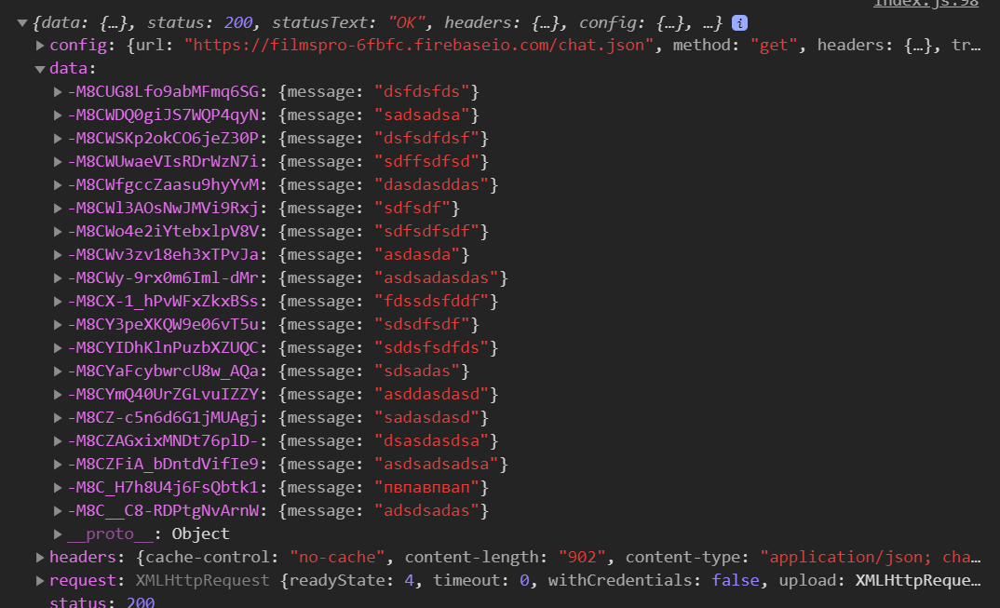 index.js:98
{data: {…}, status: 200, statusText: "OK", headers: {…}, config: {…}, …} i
config: {url: "https://filmspro-6fbfc.firebaseio.com/chat.json", method: "get", headers: {…}, tr…
data:
-M8CUG8Lfo9abMFmq6SG: {message: "dsfdsfds"}
-M8CWDQ0giJS7WQP4qyN: {message: "sadsadsa"}
-M8CWSKp2okCO6jeZ30P: {message: "dsfsdfdsf"}
-M8CWUwaeVIsRDrWzN7i: {message: "sdffsdfsd"}
-M8CWfgccZaasu9hyYvM: {message: "dasdasddas"}
-M8CWl3AOsNwJMVi9Rxj: {message: "sdfsdf"}
-M8CWo4e2iYtebxlpV8V: {message: "sdfsdfsdf"}
-M8CWv3zv18eh3xTPvJa: {message: "asdasda"}
-M8CWy-9rx0m6Iml-dMr: {message: "asdsadasdas"}
-M8CX-1_hPvWFxZkxBSs: {message: "fdssdsfddf"}
-M8CY3peXKQW9e06vT5u: {message: "sdsdfsdf"}
-M8CYIDhKlnPuzbXZUQC: {message: "sddsfsdfds"}
-M8CYaFcybwrcU8w_AQa: {message: "sdsadas"}
-M8CYmQ40UrZGLvuIZZY: {message: "asddasdasd"}
-M8CZ-c5n6d6G1jMUAgj: {message: "sadasdasd"}
-M8CZAGxixMNDt76plD-: {message: "dsasdasdsa"}
-M8CZFiA_bDntdVifIe9: {message: "asdsadsadsa"}
-M8C_H7h8U4j6FsQbtk1: {message: "пвпавпвап"}
-M8C__C8-RDPtgNvArnW: {message: "adsdsadas"}
__proto__: Object
headers: {cache-control: "no-cache", content-length: "902", content-type: "application/json; cha…
request: XMLHttpRequest {readyState: 4, timeout: 0, withCredentials: false, upload: XMLHttpReque…
status: 200